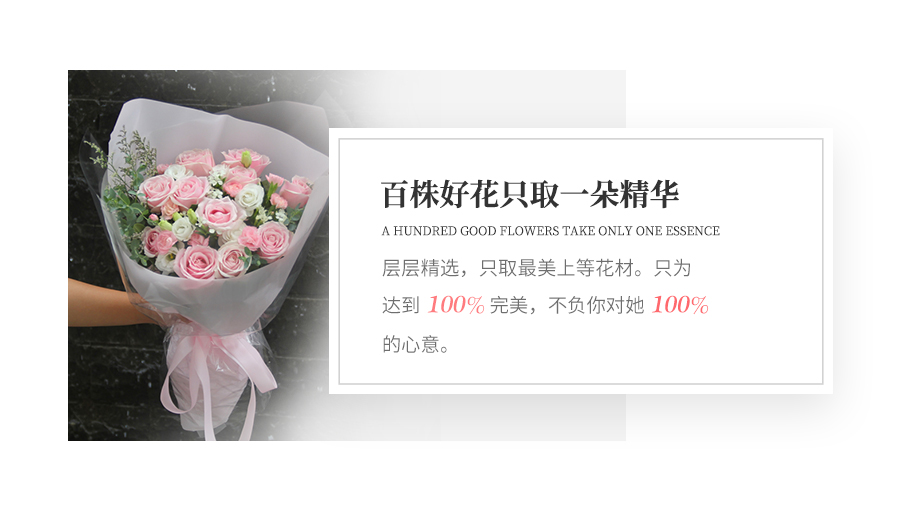 百株好花只取一朵精华
A HUNDRED GOOD FLOWERS TAKE ONLY ONE ESSENCE
层层精选，只取最美上等花材。只为
达到 100% 完美，不负你对她 100%
的心意。